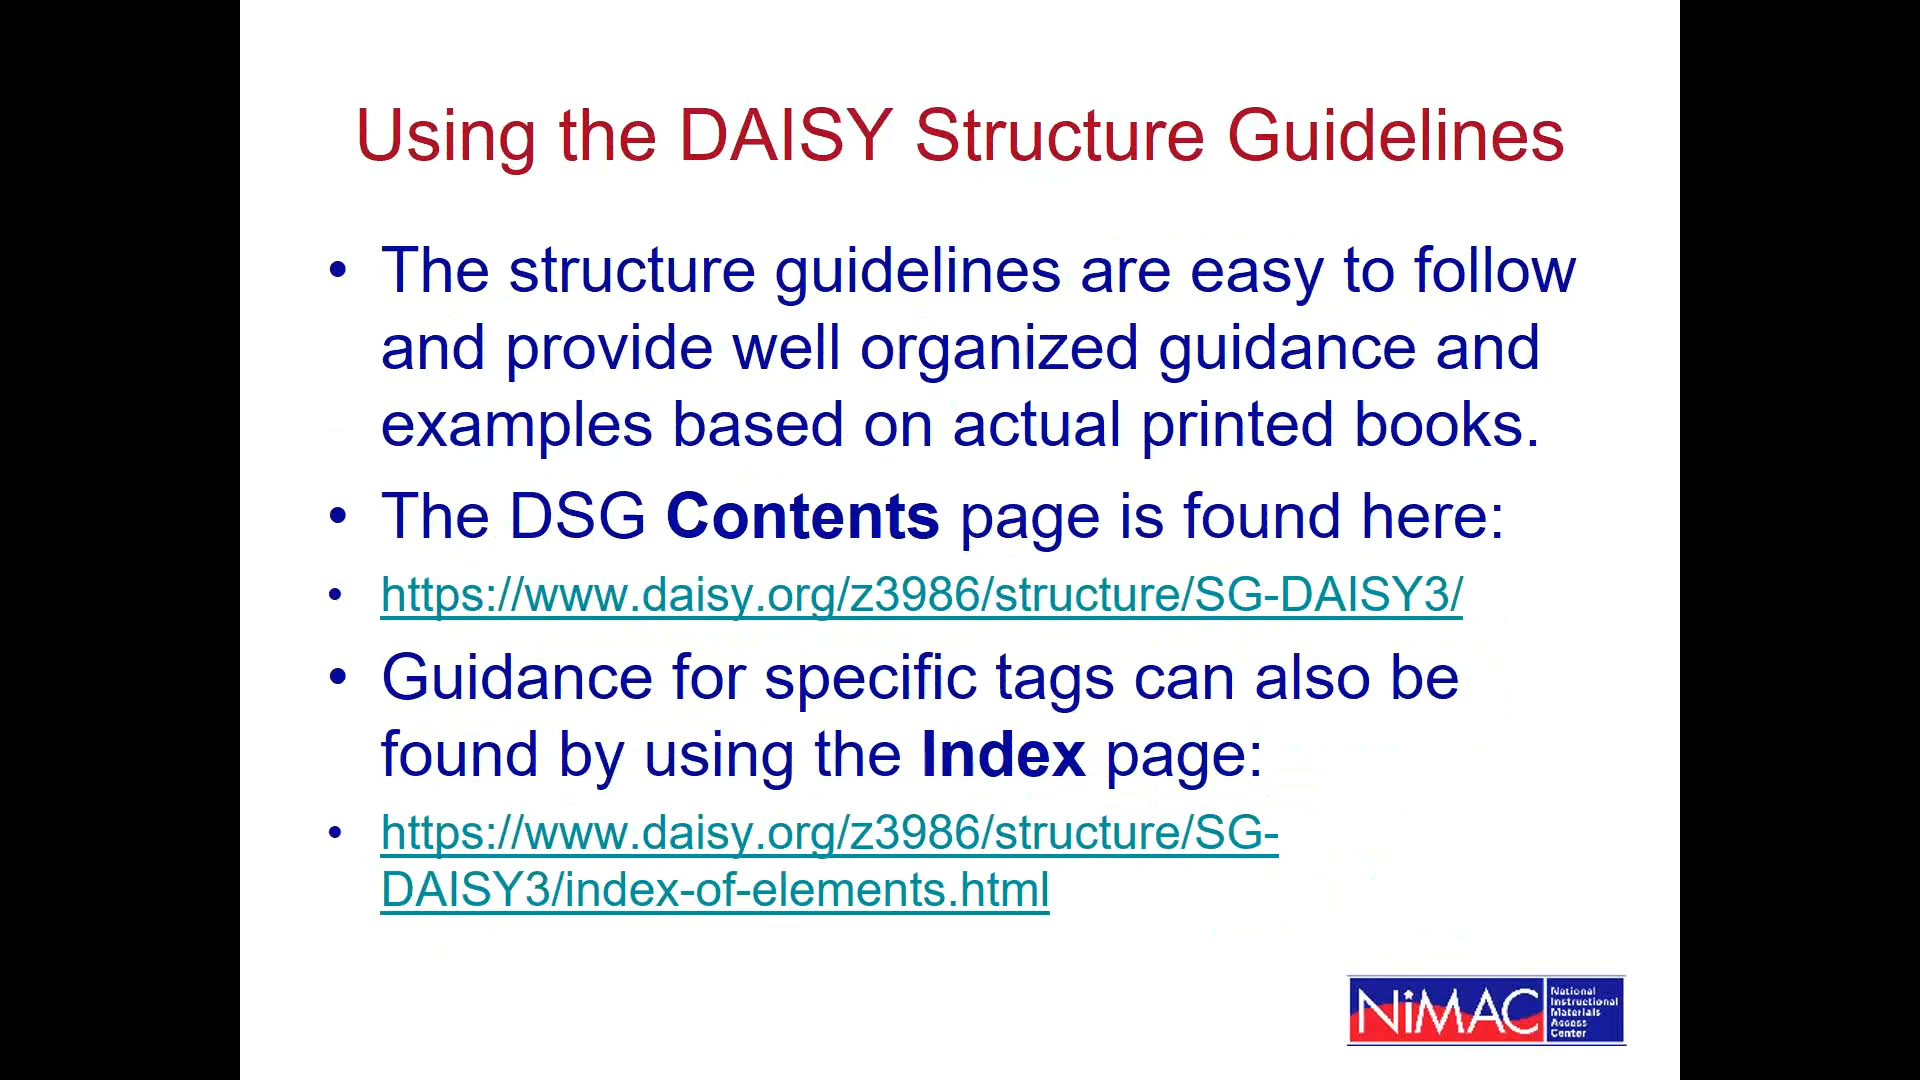 Using the DAISY Structure Guidelines
• The structure guidelines are easy to follow
and provide well organized guidance and
examples based on actual printed books.
• The DSG Contents page is found here:
• https://www.daisy.org/z3986/structure/SG-DAISY3/
• Guidance for specific tags can also be
found by using the Index page:
• https://www.daisy.org/z3986/structure/SG-
DAISY3/index-of-elements.html
NiMAC
National
Instructional
Materials
Access
Center